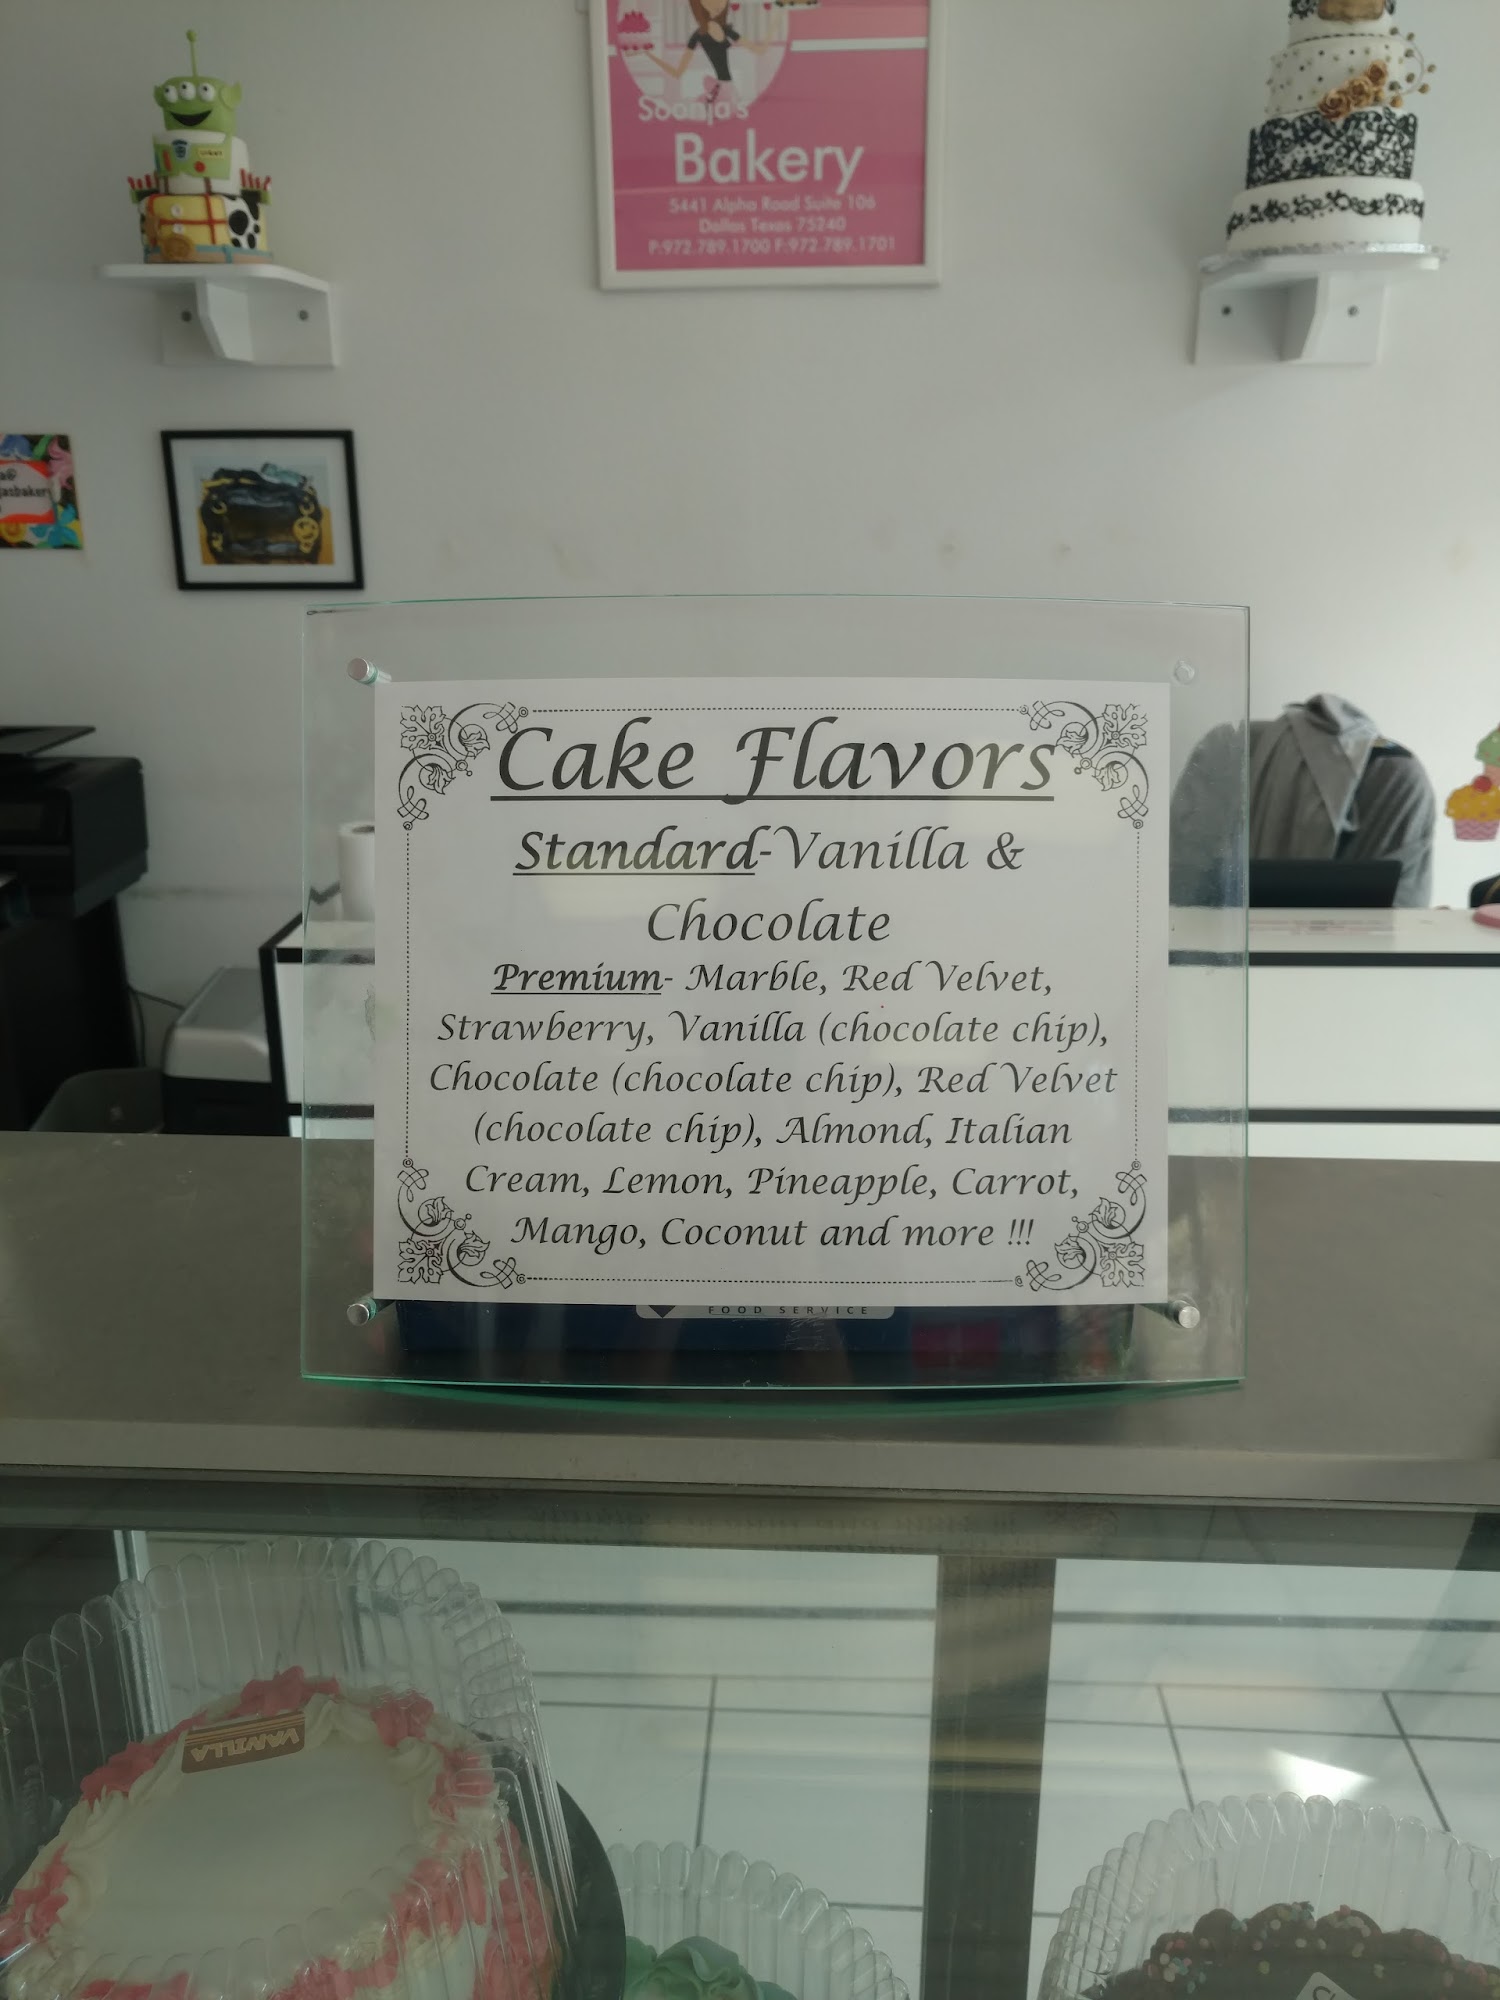 Soonja's
Bakery
5441 Alpha Road Suite 106
Dallas Texas 75240
P:972.789.1700 F:972.789.1701
Cake Flavors
Standard-Vanilla &
Chocolate
Premium- Marble, Red Velvet,
Strawberry, Vanilla (chocolate chip),
Chocolate (chocolate chip), Red Velvet
(chocolate chip), Almond, Italian
Cream, Lemon, Pineapple, Carrot,
Mango, Coconut and more !!!
FOOD SERVICE
VANILLA